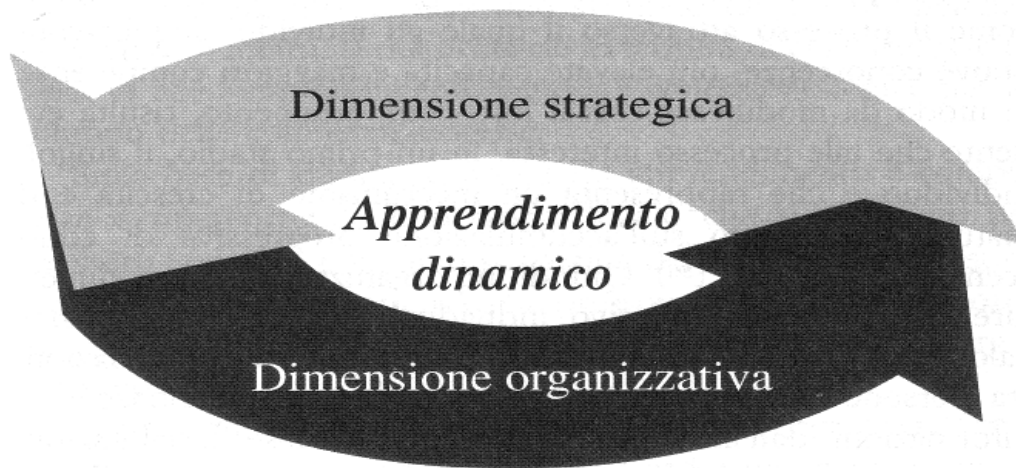 Dimensione strategica
Apprendimento
dinamico
Dimensione organizzativa